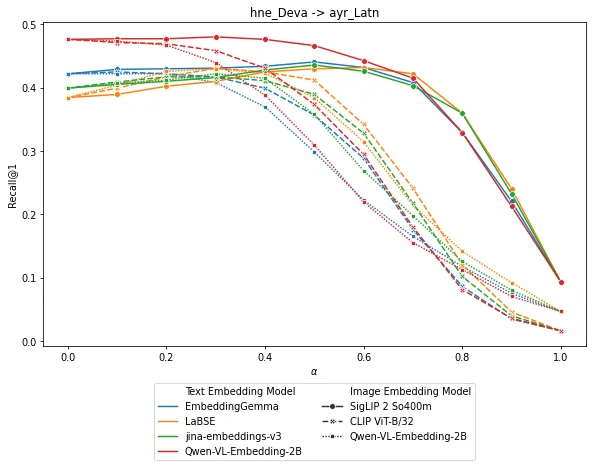 hne_Deva -> ayr_Latn
Recall@1
0.5
0.4
0.3
0.2
0.1
0.0
0.0 0.2 0.4 0.6 0.8 1.0
α
Text Embedding Model
EmbeddingGemma
LaBSE
jina-embeddings-v3
Qwen-VL-Embedding-2B
Image Embedding Model
SigLIP 2 So400m
CLIP ViT-B/32
Qwen-VL-Embedding-2B